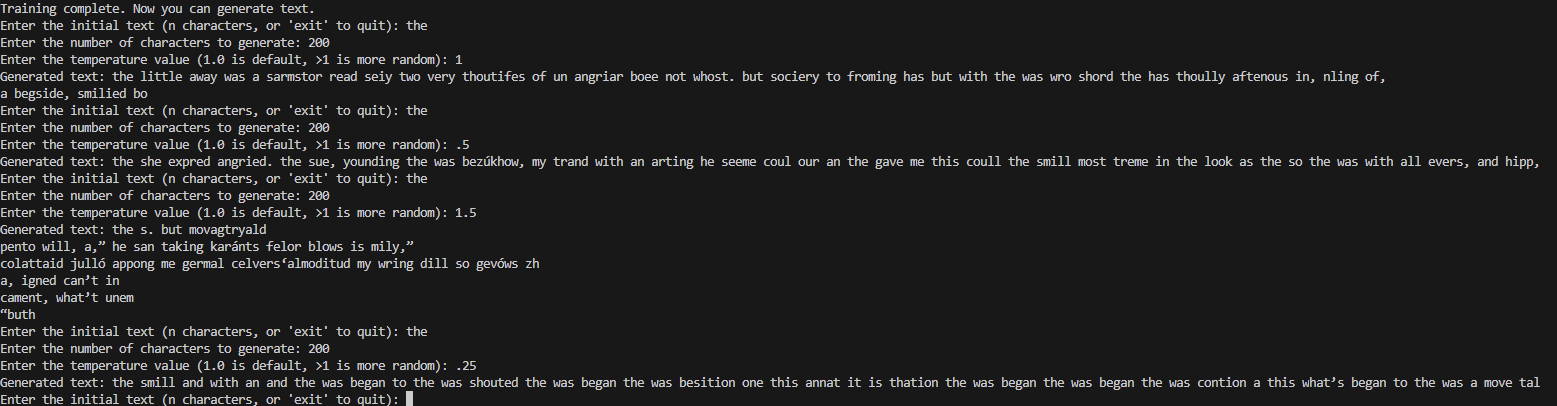 Training complete. Now you can generate text.
Enter the initial text (n characters, or 'exit' to quit): the
Enter the number of characters to generate: 200
Enter the temperature value (1.0 is default, >1 is more random): 1
Generated text: the little away was a sarmstor read seiy two very thoutifes of un angriar boee not whost. but sociery to froming has but with the was wro shord the has thoully aftenous in, nling of,
a begside, smilied bo
Enter the initial text (n characters, or 'exit' to quit): the
Enter the number of characters to generate: 200
Enter the temperature value (1.0 is default, >1 is more random): .5
Generated text: the she expred angried. the sue, younding the was bezúkhow, my trand with an arting he seeme coul our an the gave me this coull the smill most treme in the look as the so the was with all evers, and hipp,
Enter the initial text (n characters, or 'exit' to quit): the
Enter the number of characters to generate: 200
Enter the temperature value (1.0 is default, >1 is more random): 1.5
Generated text: the s. but movagtryald
pento will, a,” he san taking karánts felor blows is mily,”
colattaid julló appong me germal celvers‘almoditud my wring dill so gevóws zh
a, igned can’t in
cament, what’t unem
“buth
Enter the initial text (n characters, or 'exit' to quit): the
Enter the number of characters to generate: 200
Enter the temperature value (1.0 is default, >1 is more random): .25
Generated text: the smill and with an and the was began to the was shouted the was began the was besition one this annat it is thation the was began the was began the was contion a this what’s began to the was a move tal
Enter the initial text (n characters, or 'exit' to quit):